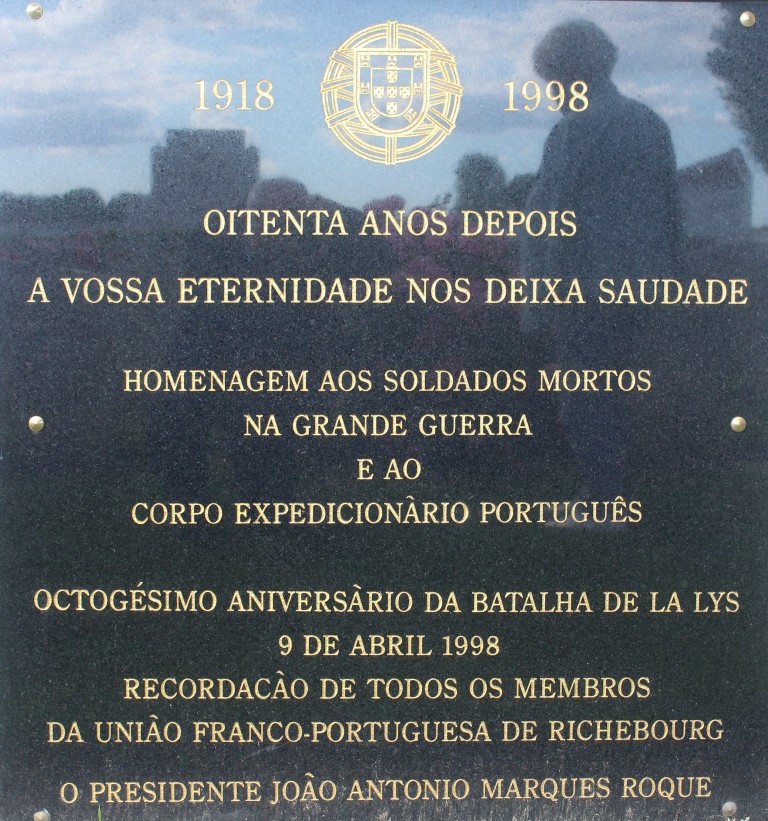 1918 1998
OITENTA ANOS DEPOIS
A VOSSA ETERNIDADE NOS DEIXA SAUDADE
HOMENAGEM AOS SOLDADOS MORTOS
NA GRANDE GUERRA
E AO
CORPO EXPEDICIONÀRIO PORTUGUÊS
OCTOGÉSIMO ANIVERSÀRIO DA BATALHA DE LA LYS
9 DE ABRIL 1998
RECORDACÃO DE TODOS OS MEMBROS
DA UNIÃO FRANCO-PORTUGUESA DE RICHEBOURG
O PRESIDENTE JOÃO ANTONIO MARQUES ROQUE